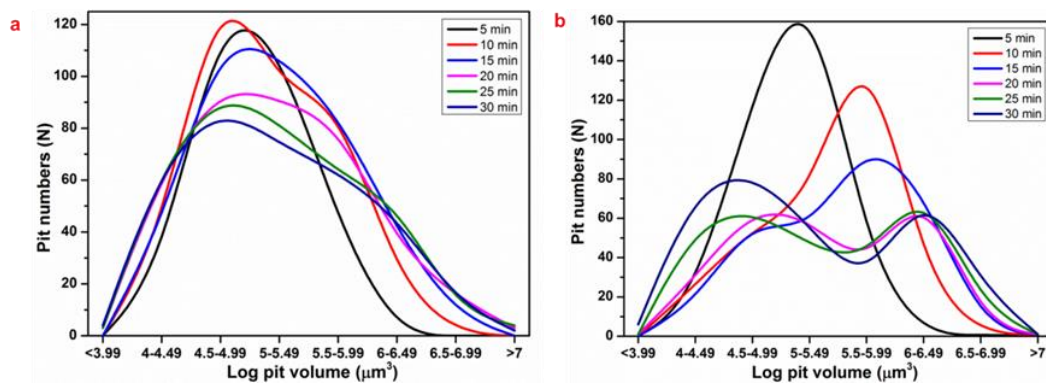 a
Pit numbers (N)
120
100
80
60
40
20
0
5 min
10 min
15 min
20 min
25 min
30 min
<3.99 4-4.49 4.5-4.99 5-5.49 5.5-5.99 6-6.49 6.5-6.99 >7
Log pit volume (μm³)
b
Pit numbers (N)
160
140
120
100
80
60
40
20
0
5 min
10 min
15 min
20 min
25 min
30 min
<3.99 4-4.49 4.5-4.99 5-5.49 5.5-5.99 6-6.49 6.5-6.99 >7
Log pit volume (μm³)